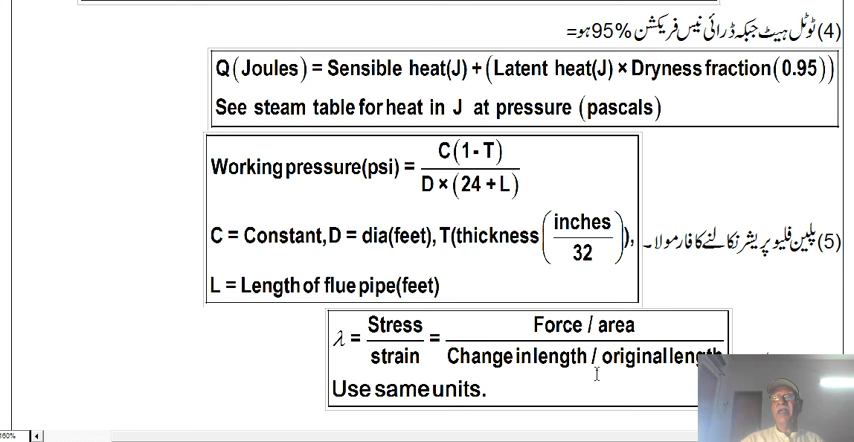 (4) ٹوٹل ہیٹ جبکہ ڈرائی نیس فریکشن %95 ہو=
Q (Joules) = Sensible heat(J) + (Latent heat(J) × Dryness fraction (0.95))
See steam table for heat in J at pressure (pascals)
Working pressure(psi) = C(1 - T) / D × (24 + L)
C = Constant, D = dia(feet), T(thickness (inches / 32)),
(5) پلین فلیو پریشر نکالنے کا فارمولا۔
L = Length of flue pipe(feet)
λ = Stress / strain = Force / area / Change in length / original length
Use same units.
160%